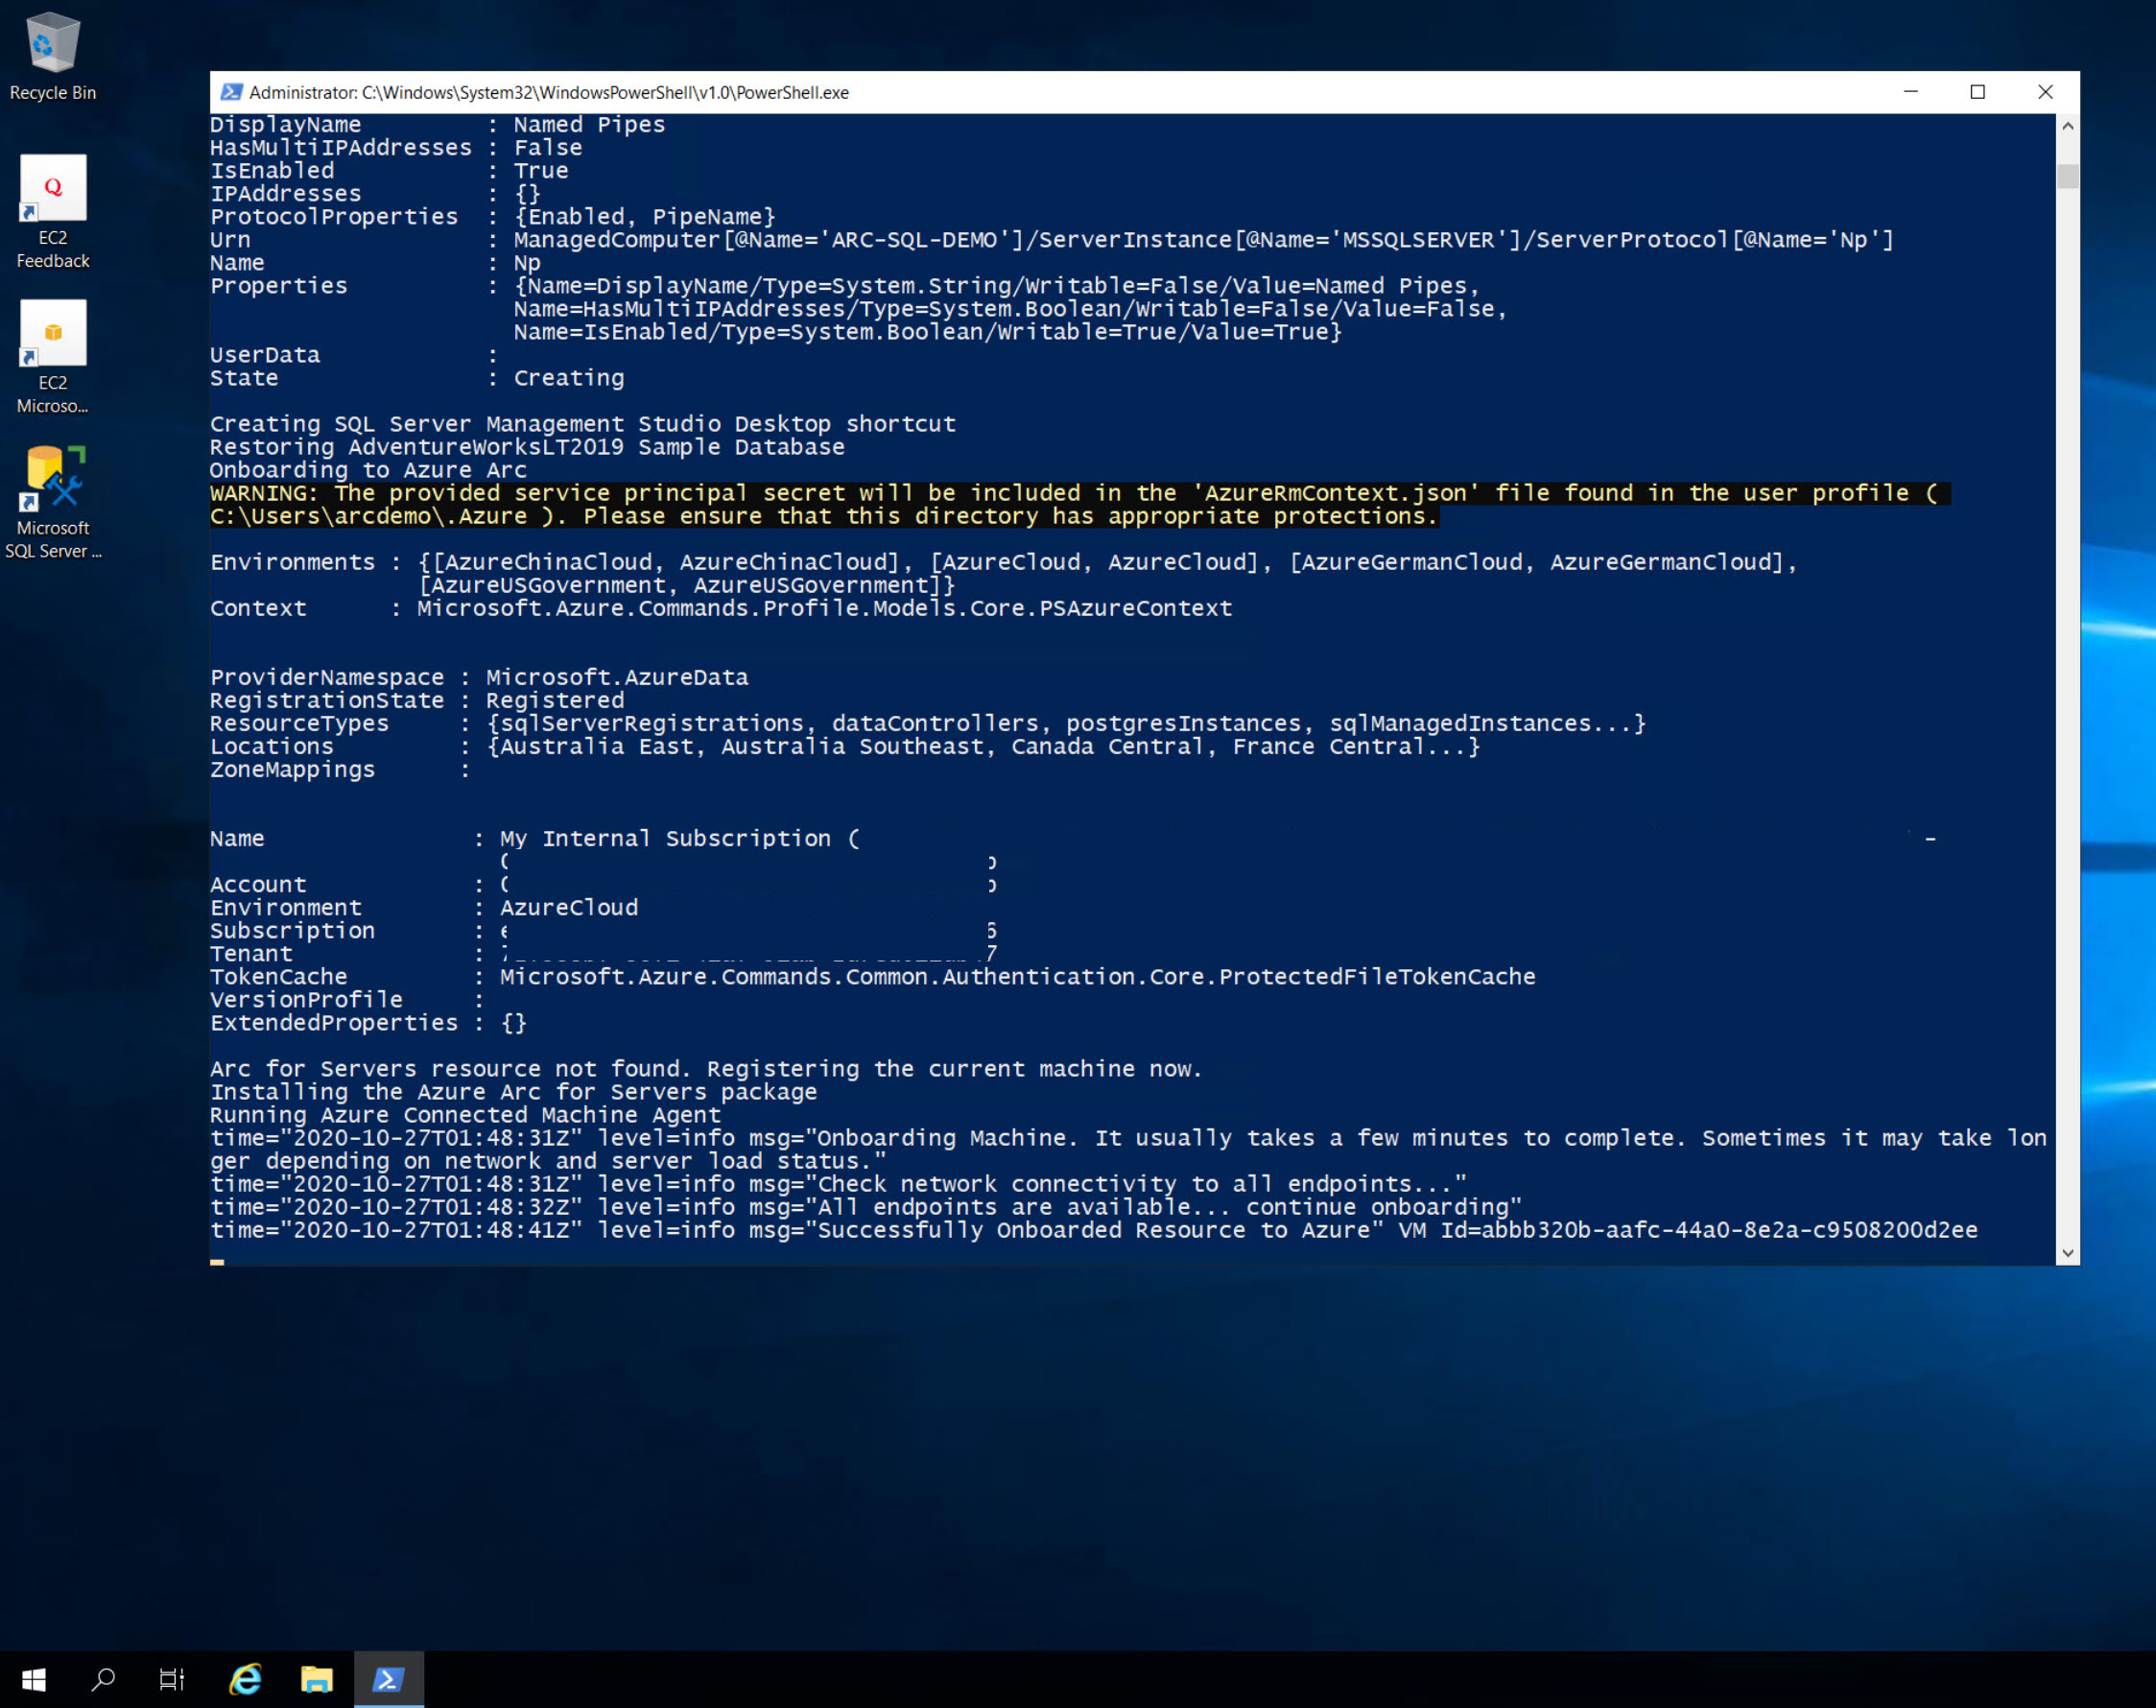 Recycle Bin
EC2
Feedback
EC2
Microso...
Microsoft
SQL Server ...
Administrator: C:\Windows\System32\WindowsPowerShell\v1.0\PowerShell.exe
DisplayName : Named Pipes
HasMultiIPAddresses : False
IsEnabled : True
IPAddresses : {}
ProtocolProperties : {Enabled, PipeName}
Urn : ManagedComputer[@Name='ARC-SQL-DEMO']/ServerInstance[@Name='MSSQLSERVER']/ServerProtocol[@Name='Np']
Name : Np
Properties : {Name=DisplayName/Type=System.String/Writable=False/Value=Named Pipes,
Name=HasMultiIPAddresses/Type=System.Boolean/Writable=False/Value=False,
Name=IsEnabled/Type=System.Boolean/Writable=True/Value=True}
UserData :
State : Creating
Creating SQL Server Management Studio Desktop shortcut
Restoring AdventureWorksLT2019 Sample Database
Onboarding to Azure Arc
WARNING: The provided service principal secret will be included in the 'AzureRmContext.json' file found in the user profile (
C:\Users\arcdemo\.Azure ). Please ensure that this directory has appropriate protections.
Environments : {[AzureChinaCloud, AzureChinaCloud], [AzureCloud, AzureCloud], [AzureGermanCloud, AzureGermanCloud],
[AzureUSGovernment, AzureUSGovernment]}
Context : Microsoft.Azure.Commands.Profile.Models.Core.PSAzureContext
ProviderNamespace : Microsoft.AzureData
RegistrationState : Registered
ResourceTypes : {sqlServerRegistrations, dataControllers, postgresInstances, sqlManagedInstances...}
Locations : {Australia East, Australia Southeast, Canada Central, France Central...}
ZoneMappings :
Name : My Internal Subscription ( -
Account :
Environment : AzureCloud
Subscription : 6
Tenant : 7
TokenCache : Microsoft.Azure.Commands.Common.Authentication.Core.ProtectedFileTokenCache
VersionProfile :
ExtendedProperties : {}
Arc for Servers resource not found. Registering the current machine now.
Installing the Azure Arc for Servers package
Running Azure Connected Machine Agent
time="2020-10-27T01:48:31Z" level=info msg="Onboarding Machine. It usually takes a few minutes to complete. Sometimes it may take lon
ger depending on network and server load status."
time="2020-10-27T01:48:31Z" level=info msg="Check network connectivity to all endpoints..."
time="2020-10-27T01:48:32Z" level=info msg="All endpoints are available... continue onboarding"
time="2020-10-27T01:48:41Z" level=info msg="Successfully Onboarded Resource to Azure" VM Id=abbb320b-aafc-44a0-8e2a-c9508200d2ee